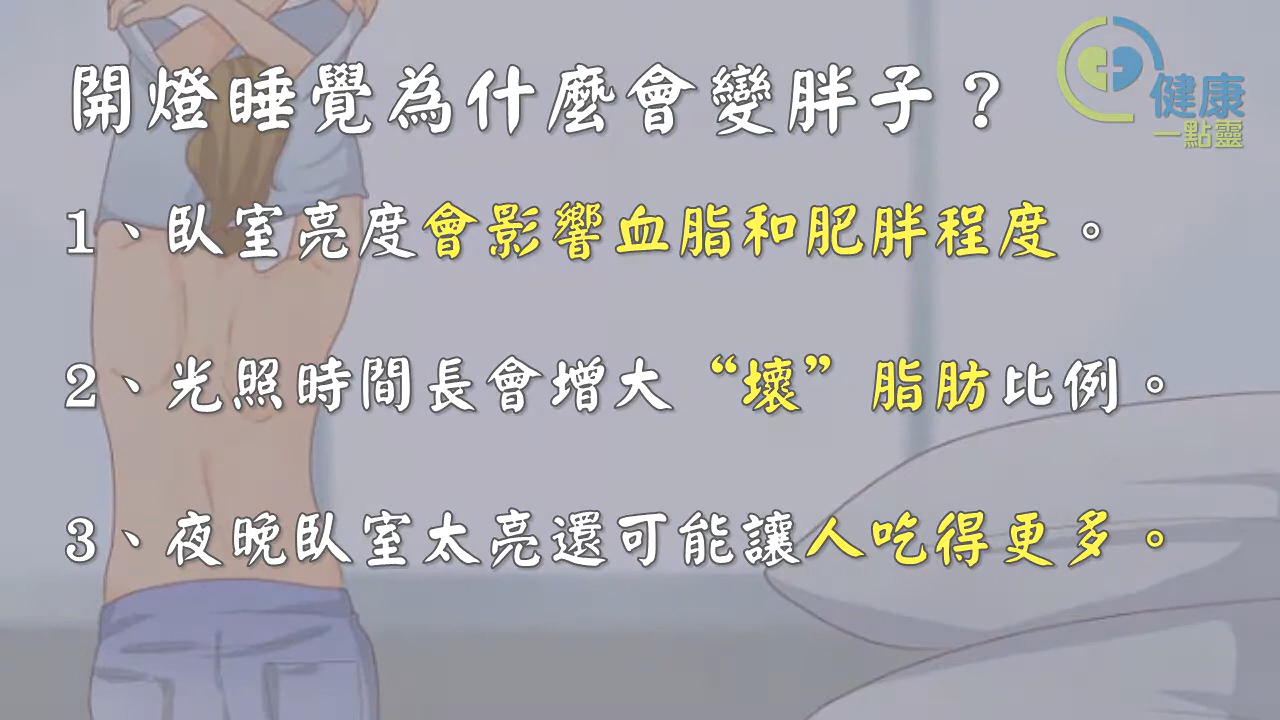 開燈睡覺為什麼會變胖子？
健康
一點靈
1、臥室亮度會影響血脂和肥胖程度。
2、光照時間長會增大“壞”脂肪比例。
3、夜晚臥室太亮還可能讓人吃得更多。